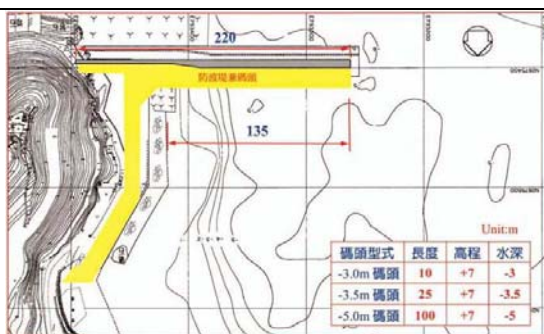 220
防波堤兼碼頭
135
Unit:m
碼頭型式 長度 高程 水深
-3.0m 碼頭 10 +7 -3
-3.5m 碼頭 25 +7 -3.5
-5.0m 碼頭 100 +7 -5